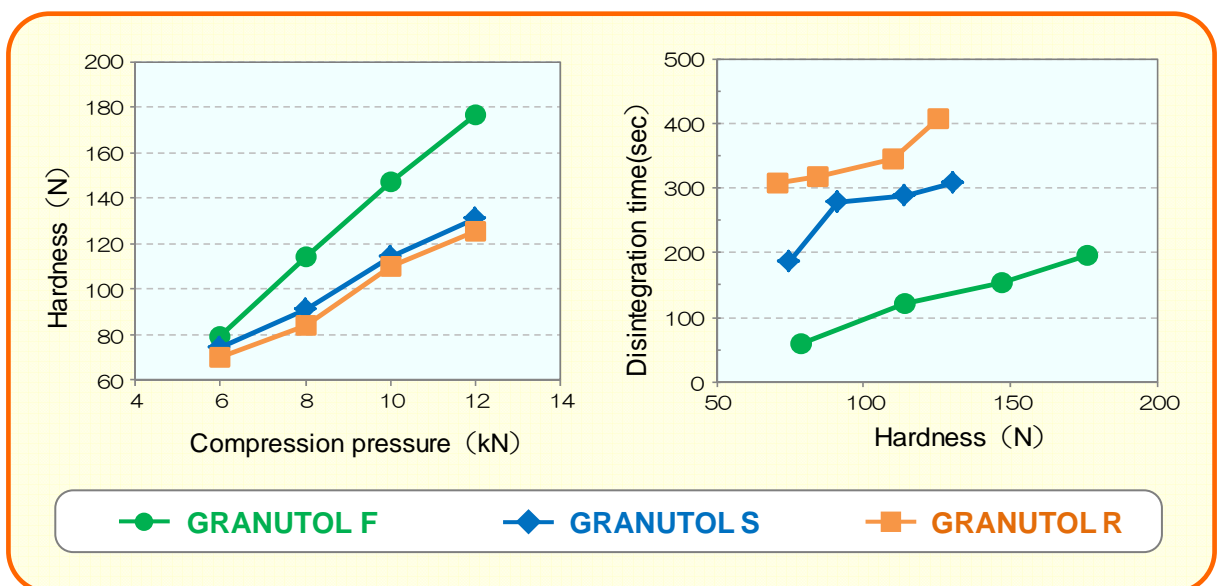 200
180
160
140
120
100
80
60
4 6 8 10 12 14
Hardness（N）
Compression pressure（kN）
500
400
300
200
100
0
50 100 150 200
Disintegration time(sec)
Hardness（N）
GRANUTOL F GRANUTOL S GRANUTOL R